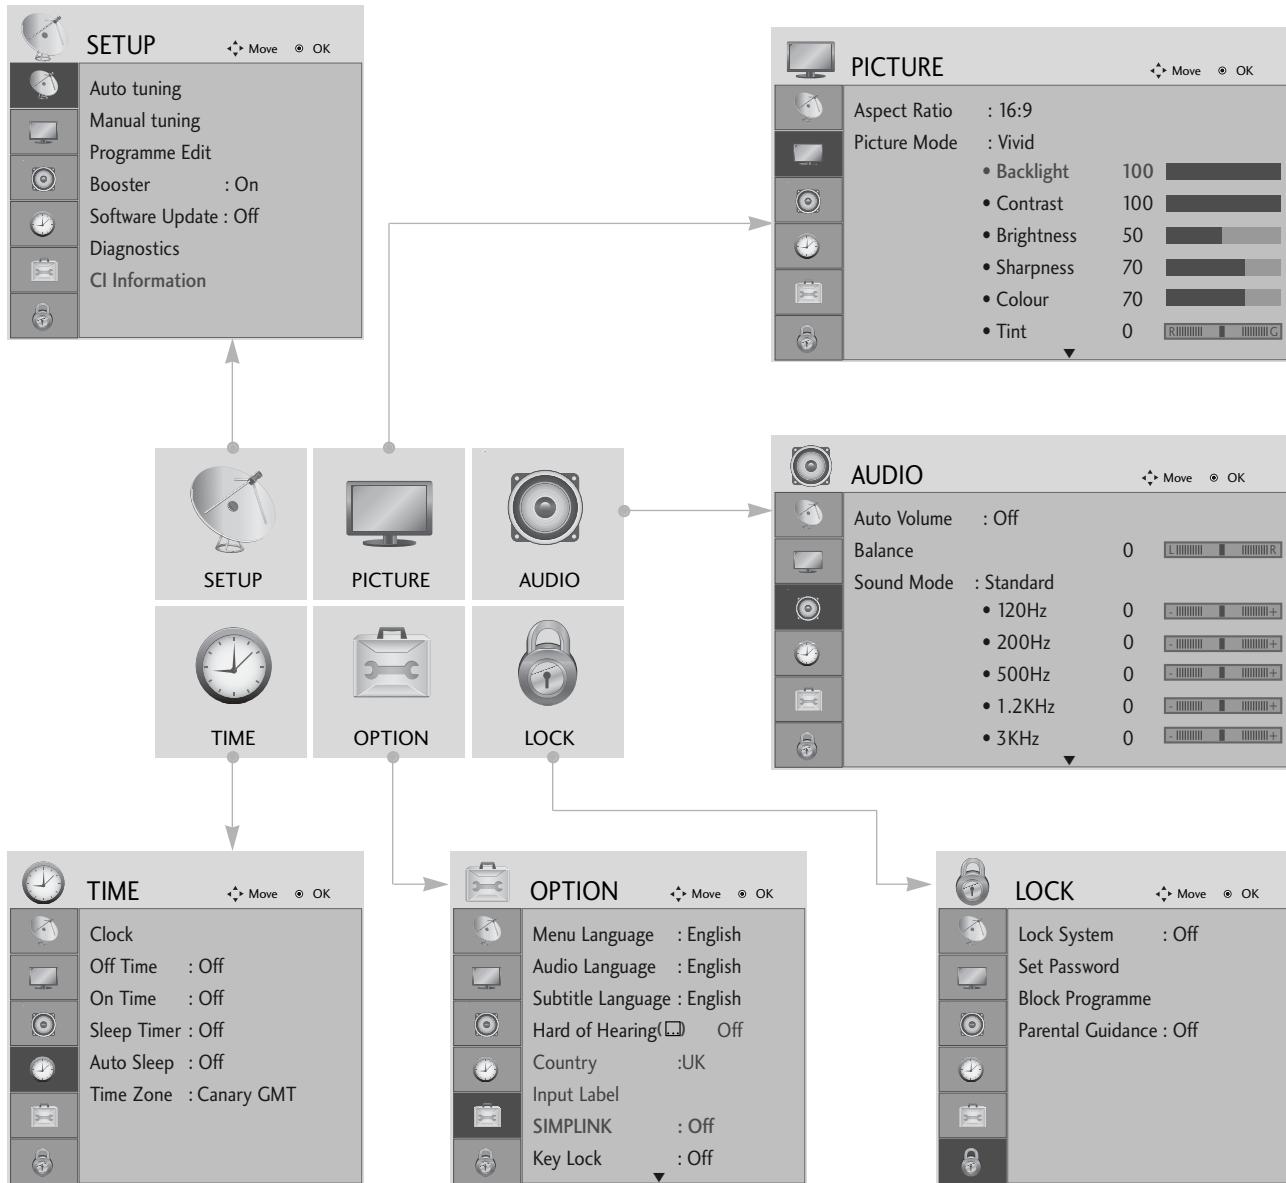 SETUP Move OK
Auto tuning
Manual tuning
Programme Edit
Booster : On
Software Update : Off
Diagnostics
CI Information
PICTURE Move OK
Aspect Ratio : 16:9
Picture Mode : Vivid
• Backlight 100
• Contrast 100
• Brightness 50
• Sharpness 70
• Colour 70
• Tint 0 R G
SETUP PICTURE AUDIO
TIME OPTION LOCK
AUDIO Move OK
Auto Volume : Off
Balance 0 L R
Sound Mode : Standard
• 120Hz 0 - +
• 200Hz 0 - +
• 500Hz 0 - +
• 1.2KHz 0 - +
• 3KHz 0 - +
TIME Move OK
Clock
Off Time : Off
On Time : Off
Sleep Timer : Off
Auto Sleep : Off
Time Zone : Canary GMT
OPTION Move OK
Menu Language : English
Audio Language : English
Subtitle Language : English
Hard of Hearing( ) Off
Country :UK
Input Label
SIMPLINK : Off
Key Lock : Off
LOCK Move OK
Lock System : Off
Set Password
Block Programme
Parental Guidance : Off